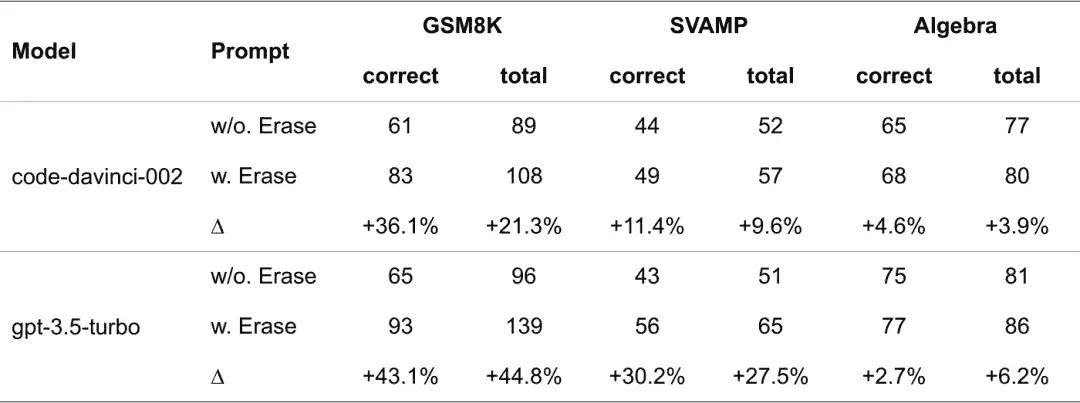 GSM8K SVAMP Algebra
Model Prompt
correct total correct total correct total
w/o. Erase 61 89 44 52 65 77
code-davinci-002 w. Erase 83 108 49 57 68 80
Δ +36.1% +21.3% +11.4% +9.6% +4.6% +3.9%
w/o. Erase 65 96 43 51 75 81
gpt-3.5-turbo w. Erase 93 139 56 65 77 86
Δ +43.1% +44.8% +30.2% +27.5% +2.7% +6.2%